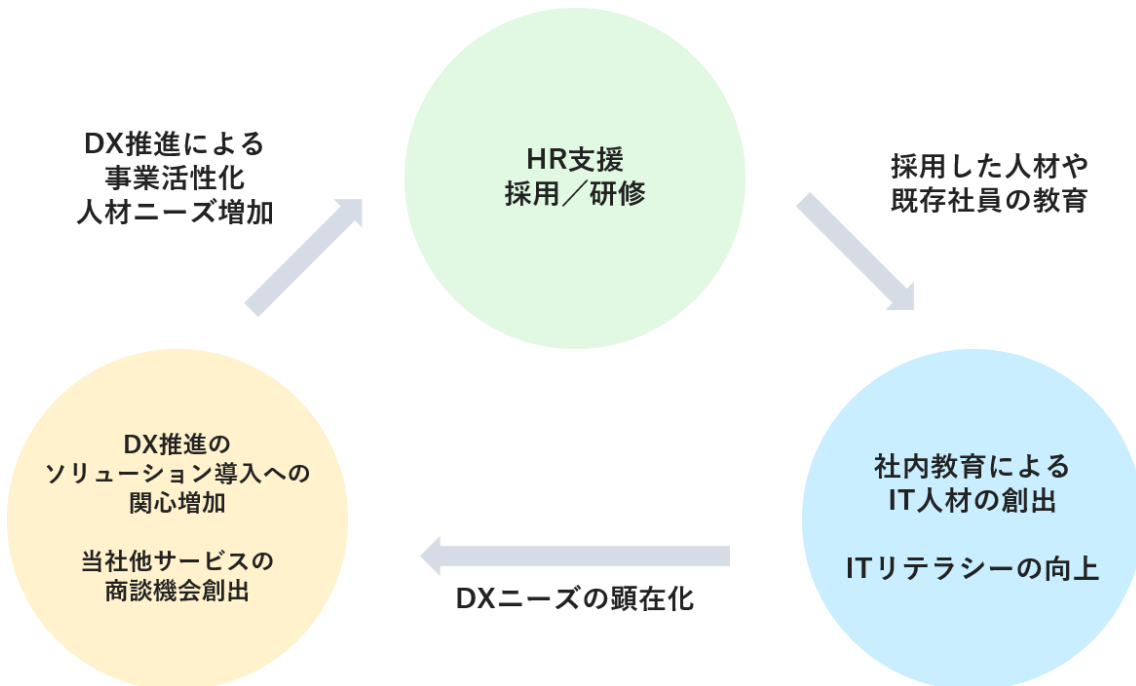 HR支援
採用／研修
採用した人材や
既存社員の教育
社内教育による
IT人材の創出
ITリテラシーの向上
DXニーズの顕在化
DX推進の
ソリューション導入への
関心増加
当社他サービスの
商談機会創出
DX推進による
事業活性化
人材ニーズ増加